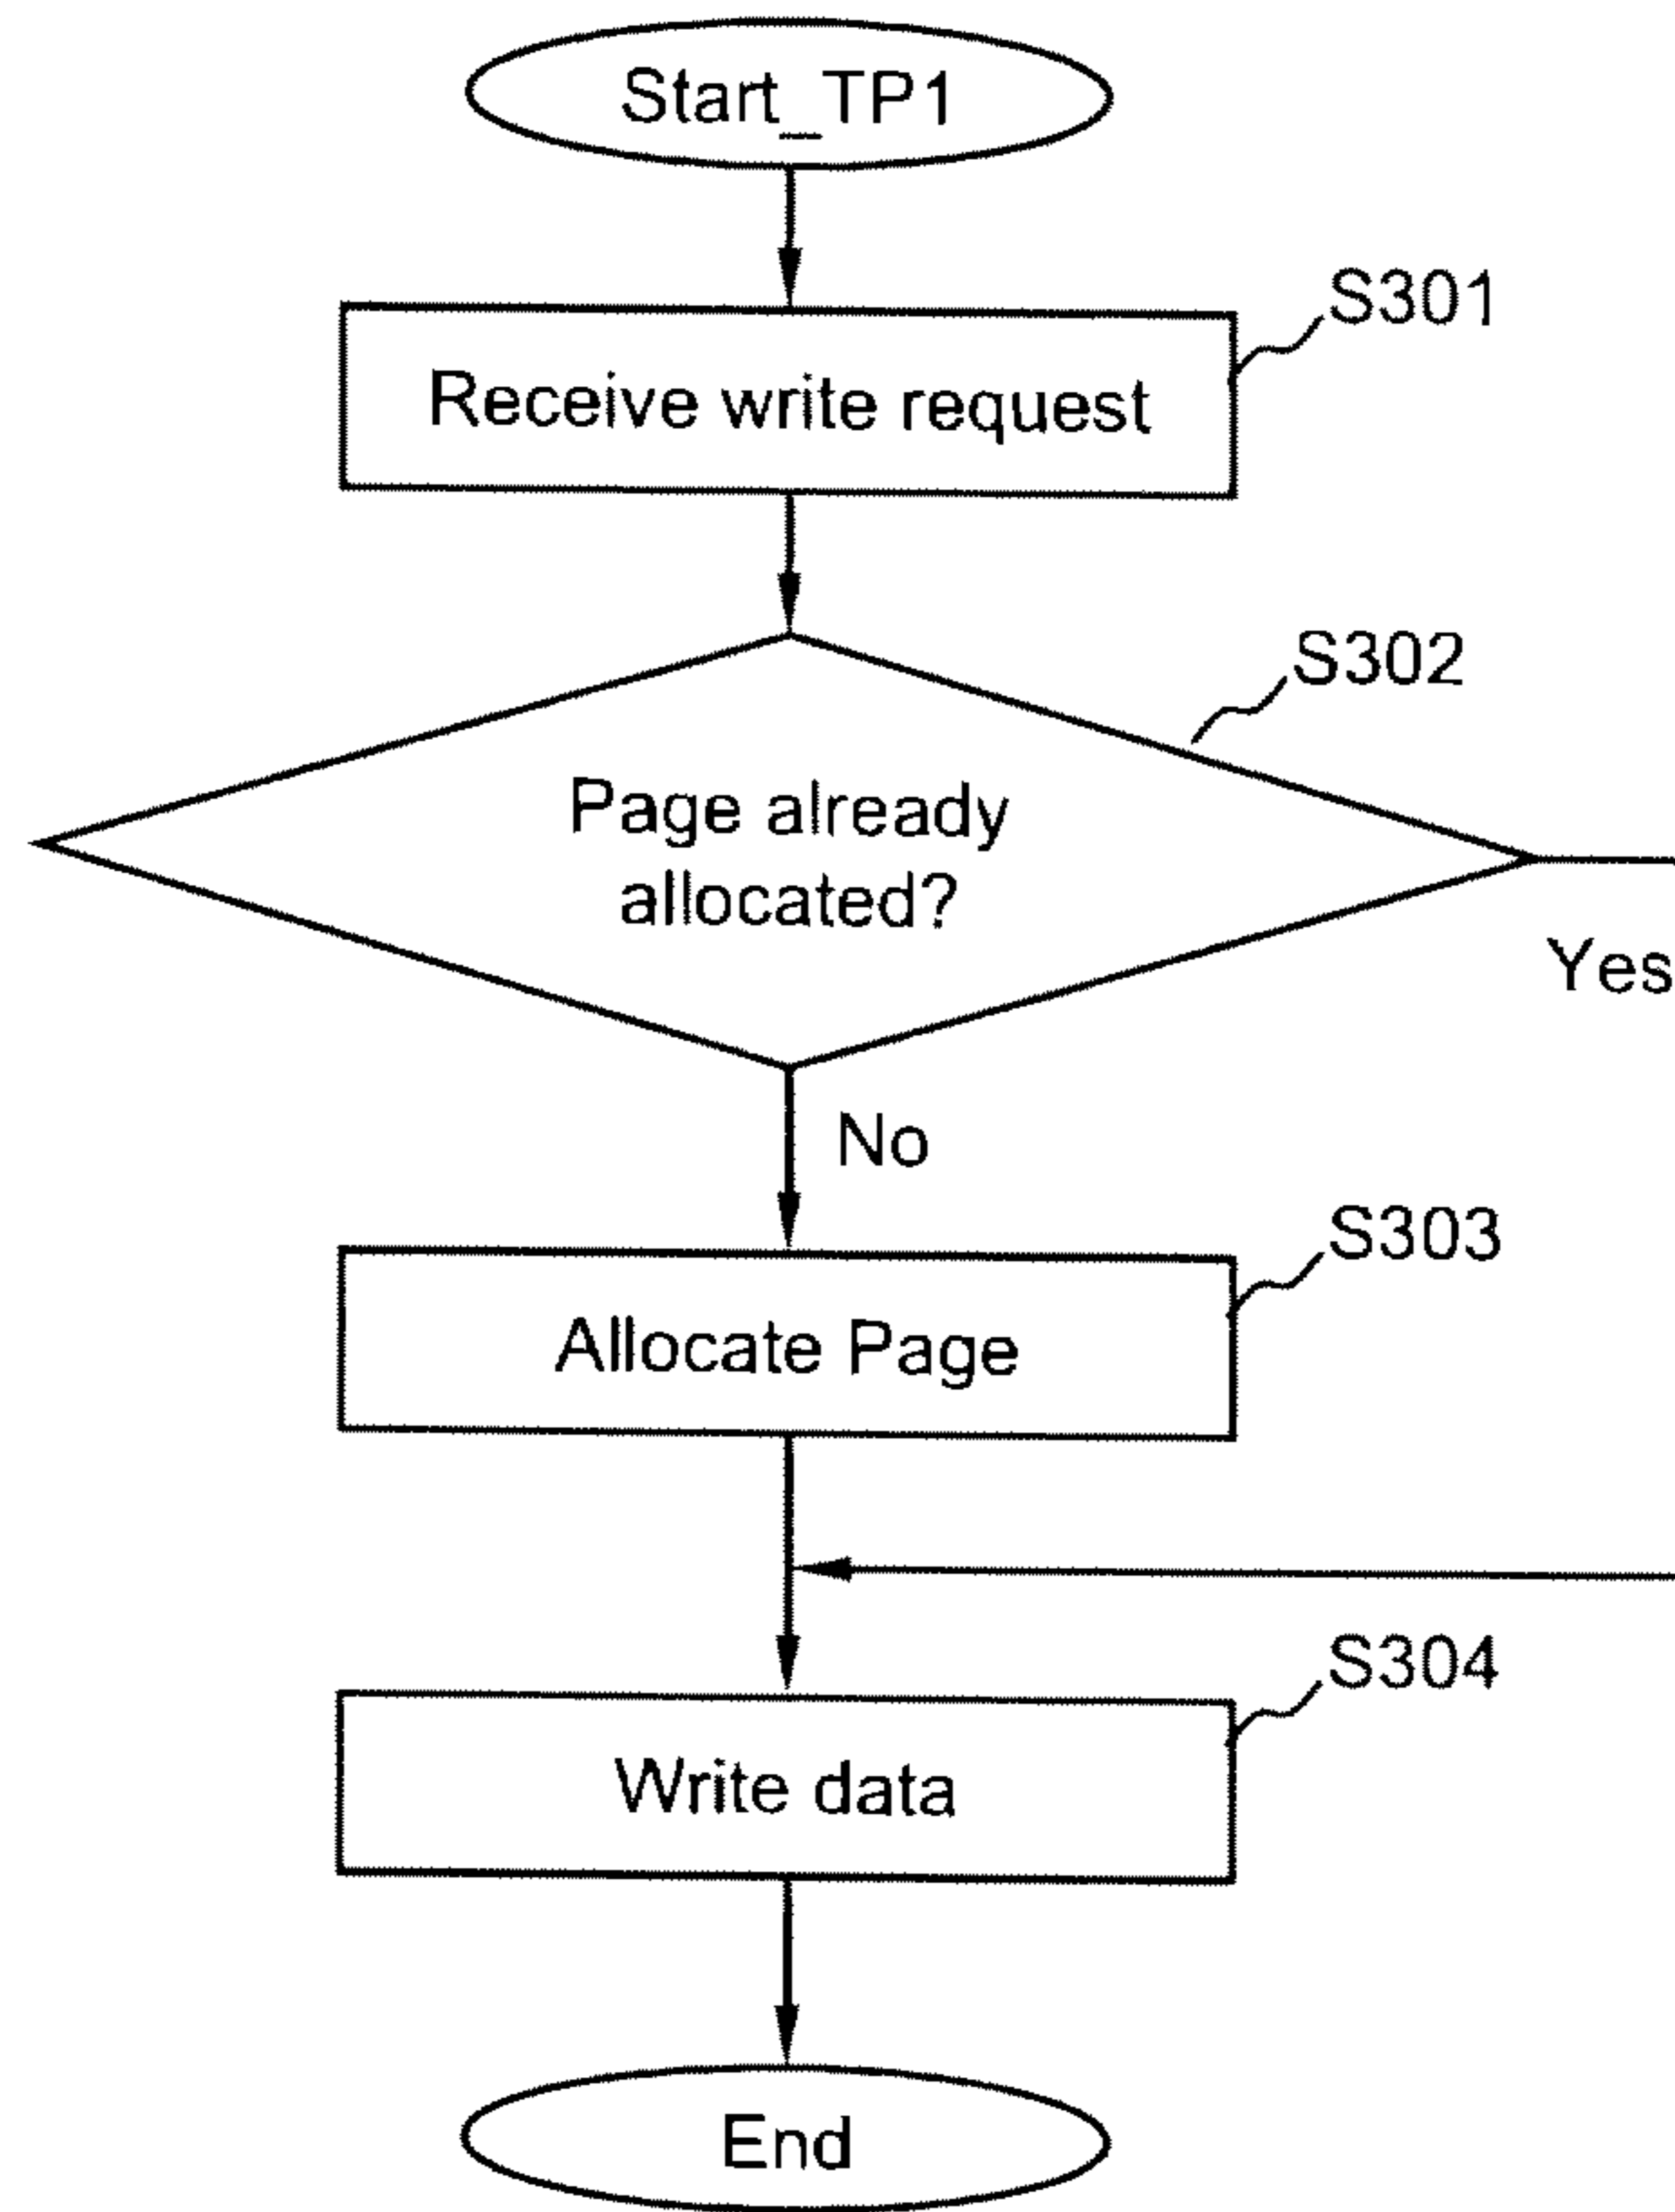 Start_TP1
S301
Receive write request
S302
Page already
allocated?
Yes
No
S303
Allocate Page
S304
Write data
End